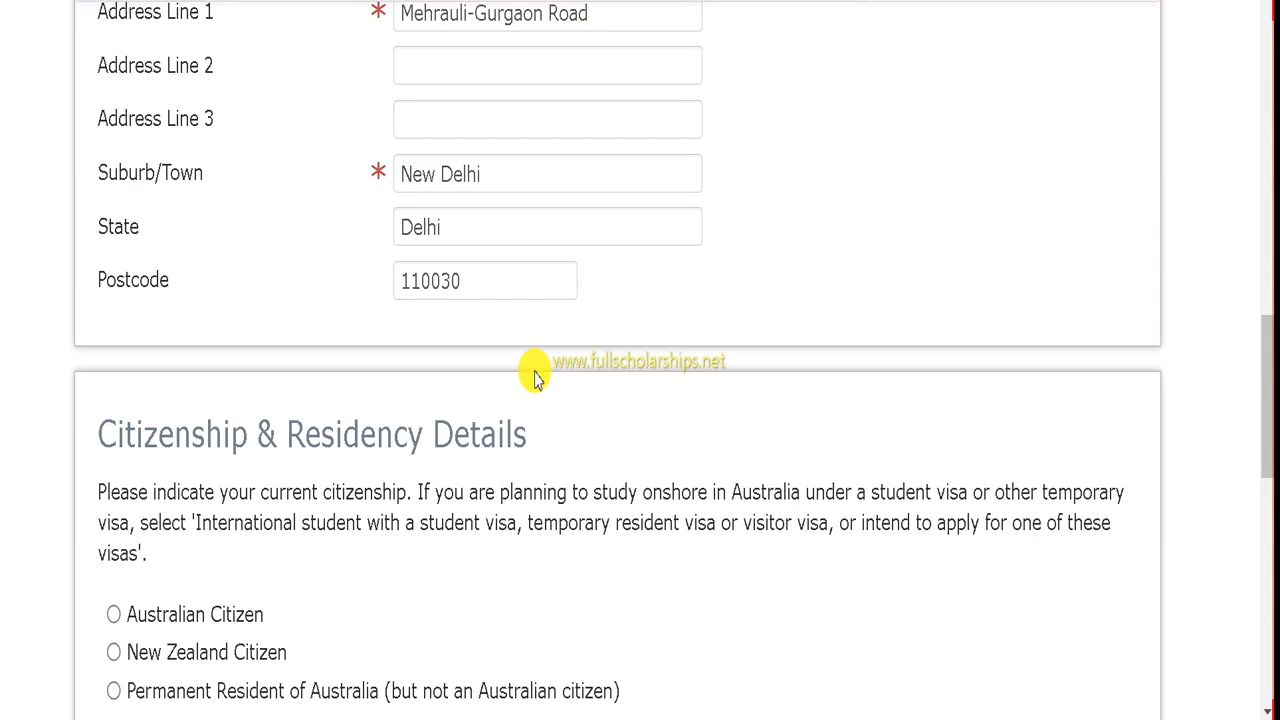 Address Line 1 * Mehrauli-Gurgaon Road
Address Line 2
Address Line 3
Suburb/Town * New Delhi
State Delhi
Postcode 110030
www.fullscholarships.net
Citizenship & Residency Details
Please indicate your current citizenship. If you are planning to study onshore in Australia under a student visa or other temporary
visa, select 'International student with a student visa, temporary resident visa or visitor visa, or intend to apply for one of these
visas'.
Australian Citizen
New Zealand Citizen
Permanent Resident of Australia (but not an Australian citizen)